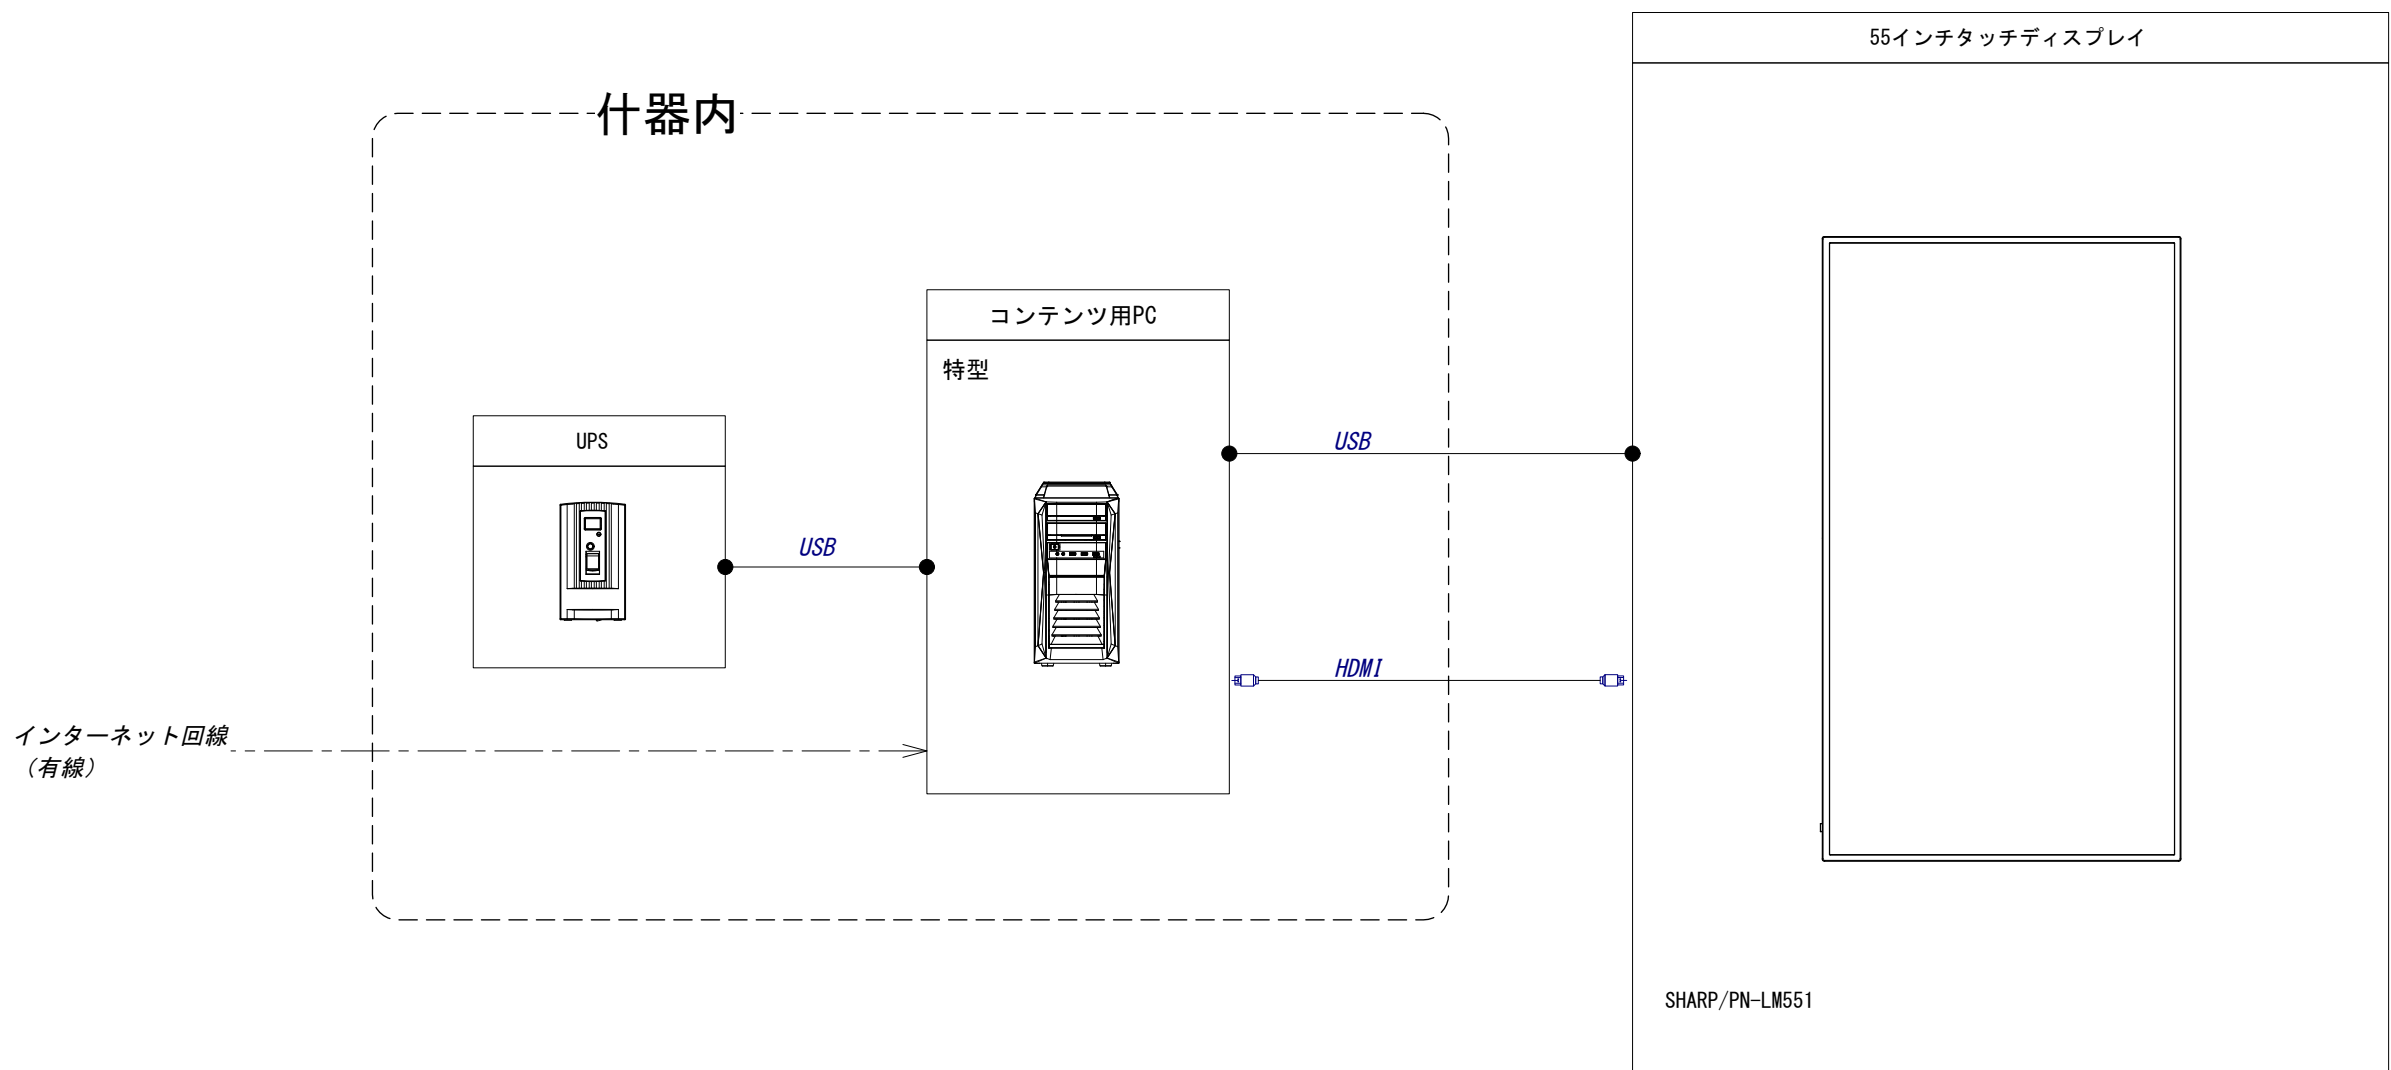 55インチタッチディスプレイ
什器内
コンテンツ用PC
特型
UPS
USB
USB
HDMI
インターネット回線
（有線）
SHARP/PN-LM551